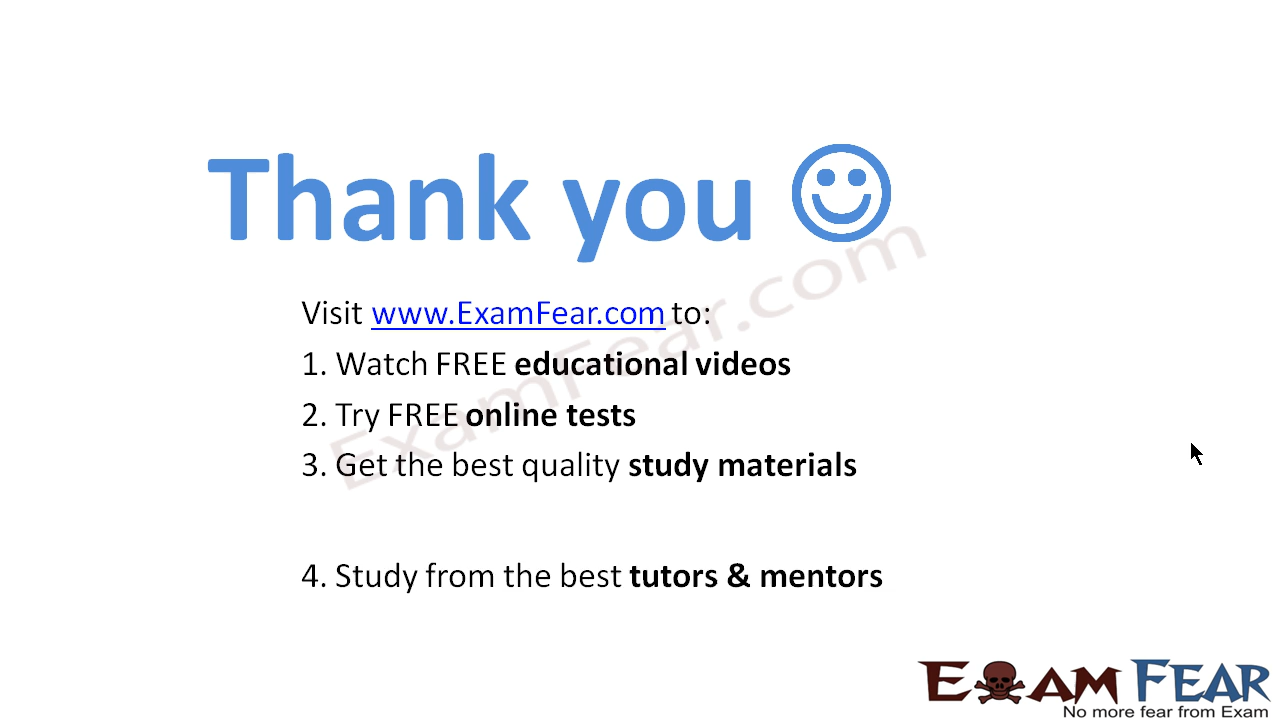 Thank you
Visit www.ExamFear.com to:
1. Watch FREE educational videos
2. Try FREE online tests
3. Get the best quality study materials
4. Study from the best tutors & mentors
ExamFear.com
EXAM FEAR
No more fear from Exam